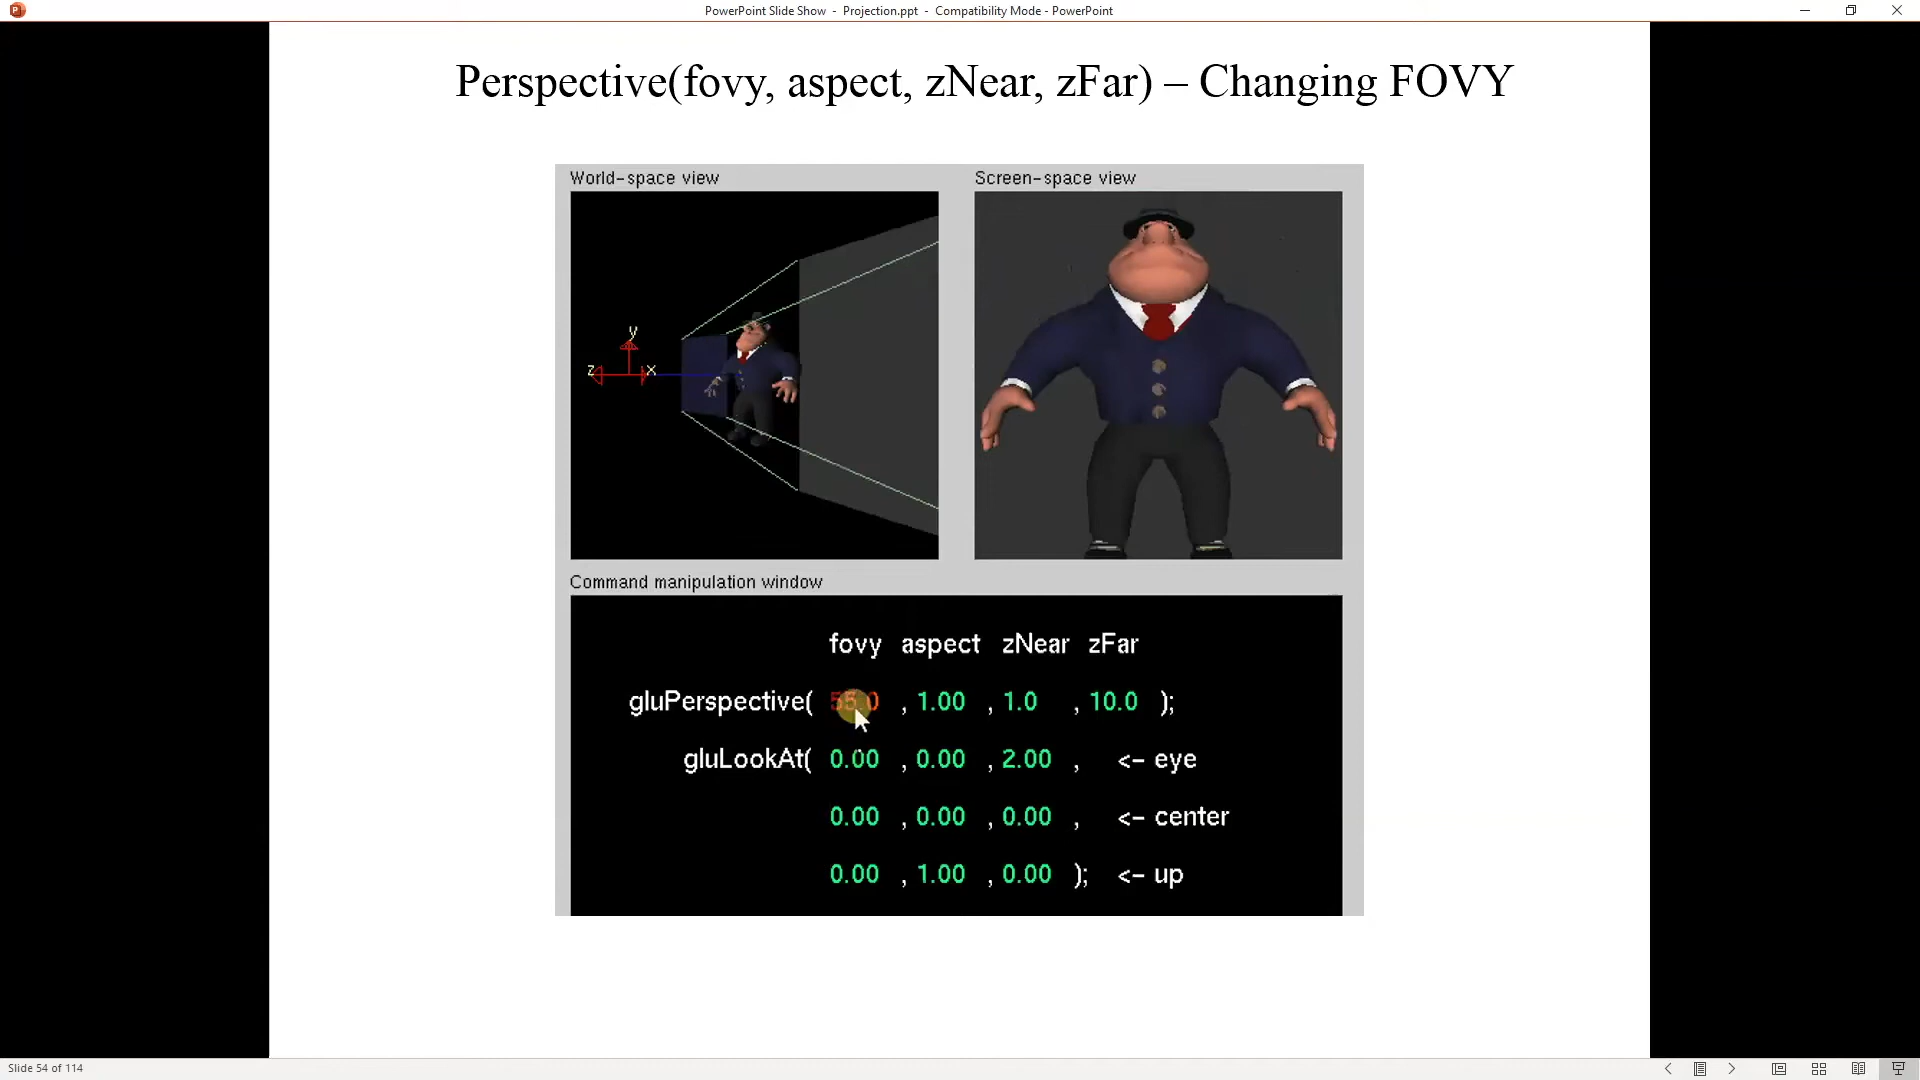 PowerPoint Slide Show - Projection.ppt - Compatibility Mode - PowerPoint
Perspective(fovy, aspect, zNear, zFar) – Changing FOVY
World-space view
Screen-space view
y
z
x
Command manipulation window
fovy aspect zNear zFar
gluPerspective( , 1.00 , 1.0 , 10.0 );
gluLookAt( 0.00 , 0.00 , 2.00 , <- eye
0.00 , 0.00 , 0.00 , <- center
0.00 , 1.00 , 0.00 ); <- up
Slide 54 of 114